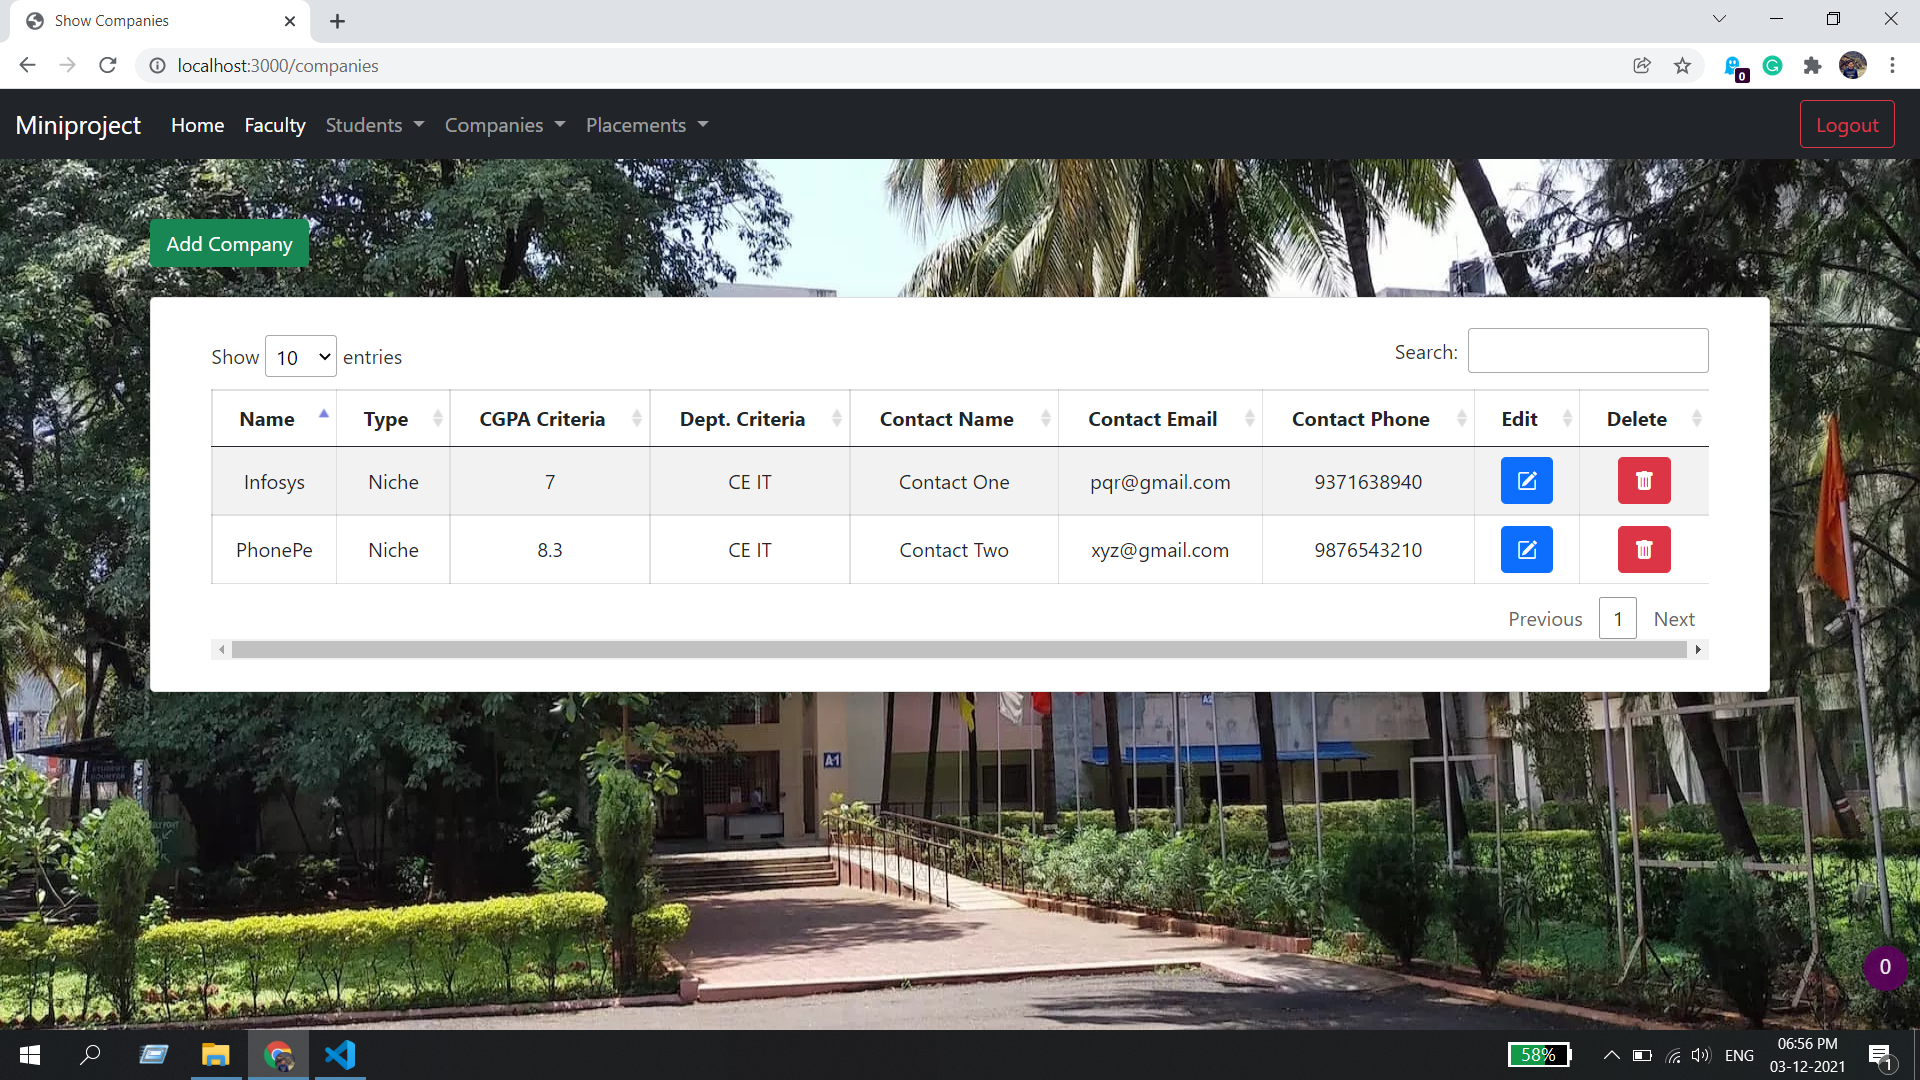 Show Companies
localhost:3000/companies
0
Miniproject Home Faculty Students Companies Placements Logout
Add Company
Show 10 entries Search:
Name Type CGPA Criteria Dept. Criteria Contact Name Contact Email Contact Phone Edit Delete
Infosys Niche 7 CE IT Contact One pqr@gmail.com 9371638940
PhonePe Niche 8.3 CE IT Contact Two xyz@gmail.com 9876543210
Previous 1 Next
A-1
0
58% ENG 06:56 PM
03-12-2021
1